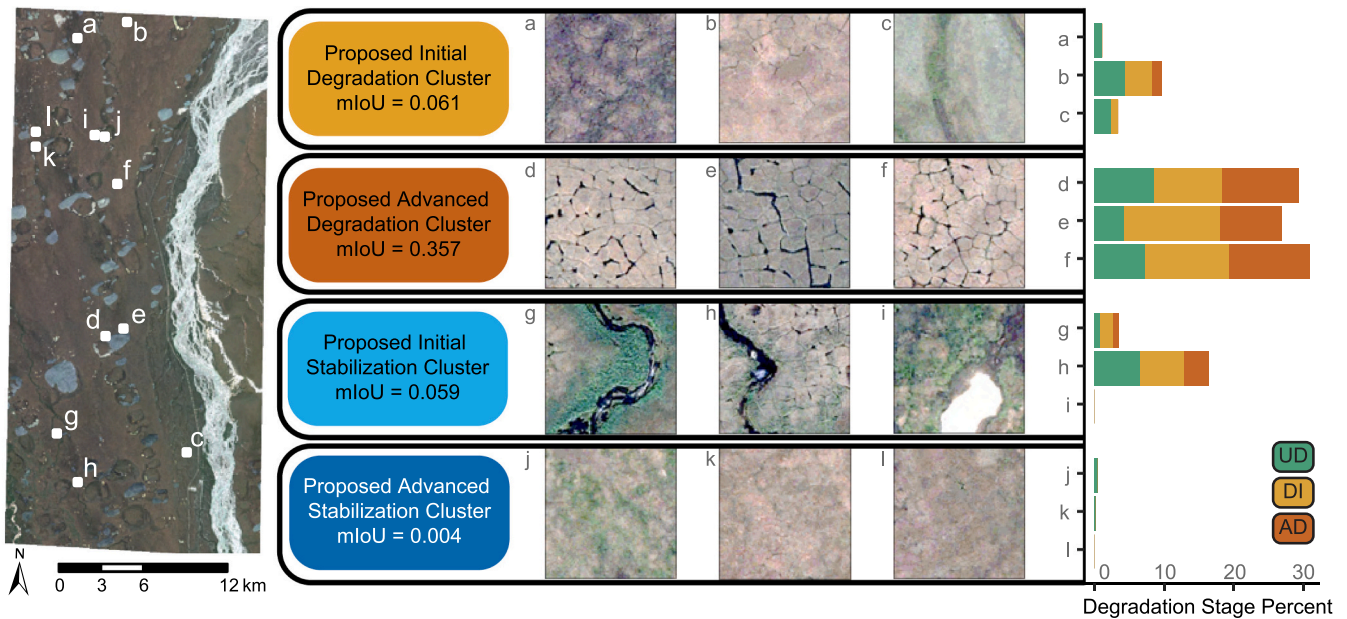 a
b
l
i
j
k
f
d
e
g
c
h
N
0 3 6 12 km
Proposed Initial
Degradation Cluster
mIoU = 0.061
a
b
c
Proposed Advanced
Degradation Cluster
mIoU = 0.357
d
e
f
Proposed Initial
Stabilization Cluster
mIoU = 0.059
g
h
i
Proposed Advanced
Stabilization Cluster
mIoU = 0.004
j
k
l
a
b
c
d
e
f
g
h
i
j
k
l
UD
DI
AD
0 10 20 30
Degradation Stage Percent